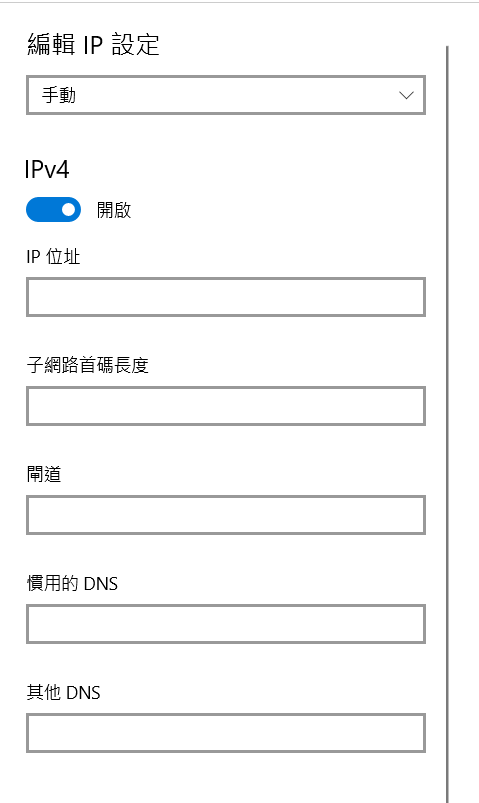 編輯 IP 設定
手動
IPv4
開啟
IP 位址
子網路首碼長度
閘道
慣用的 DNS
其他 DNS